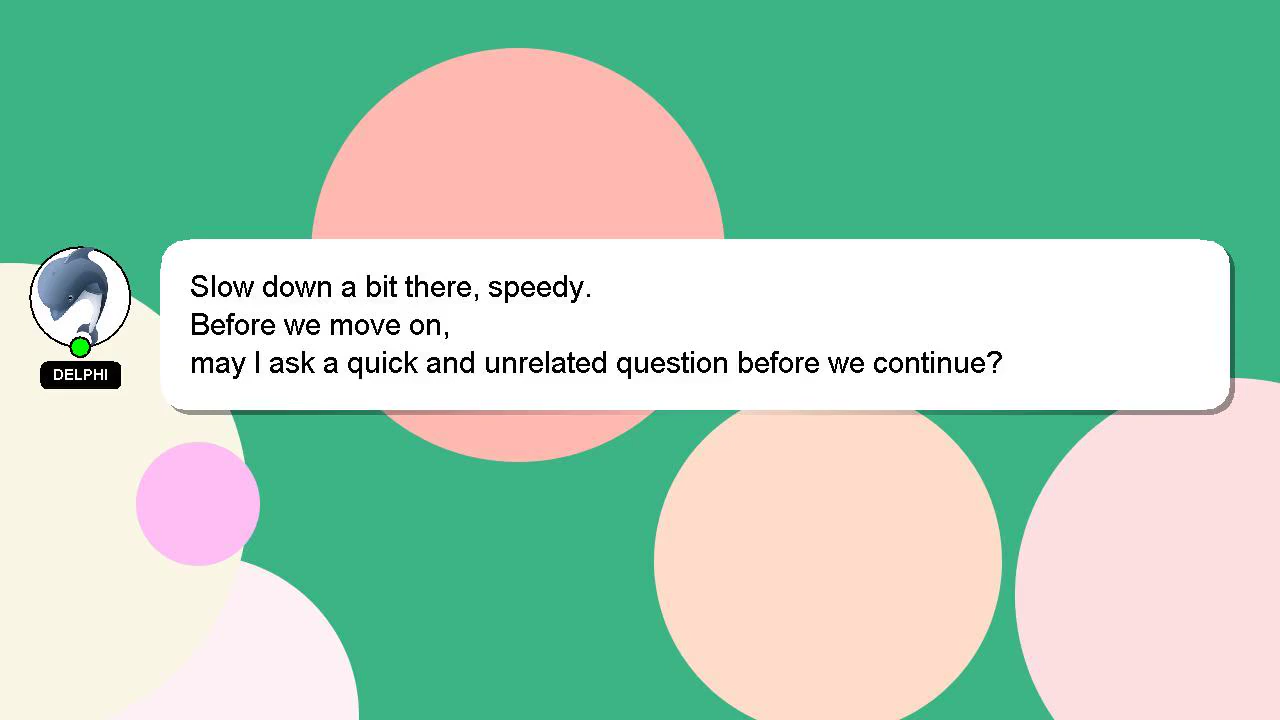 Slow down a bit there, speedy.
Before we move on,
may I ask a quick and unrelated question before we continue?
DELPHI